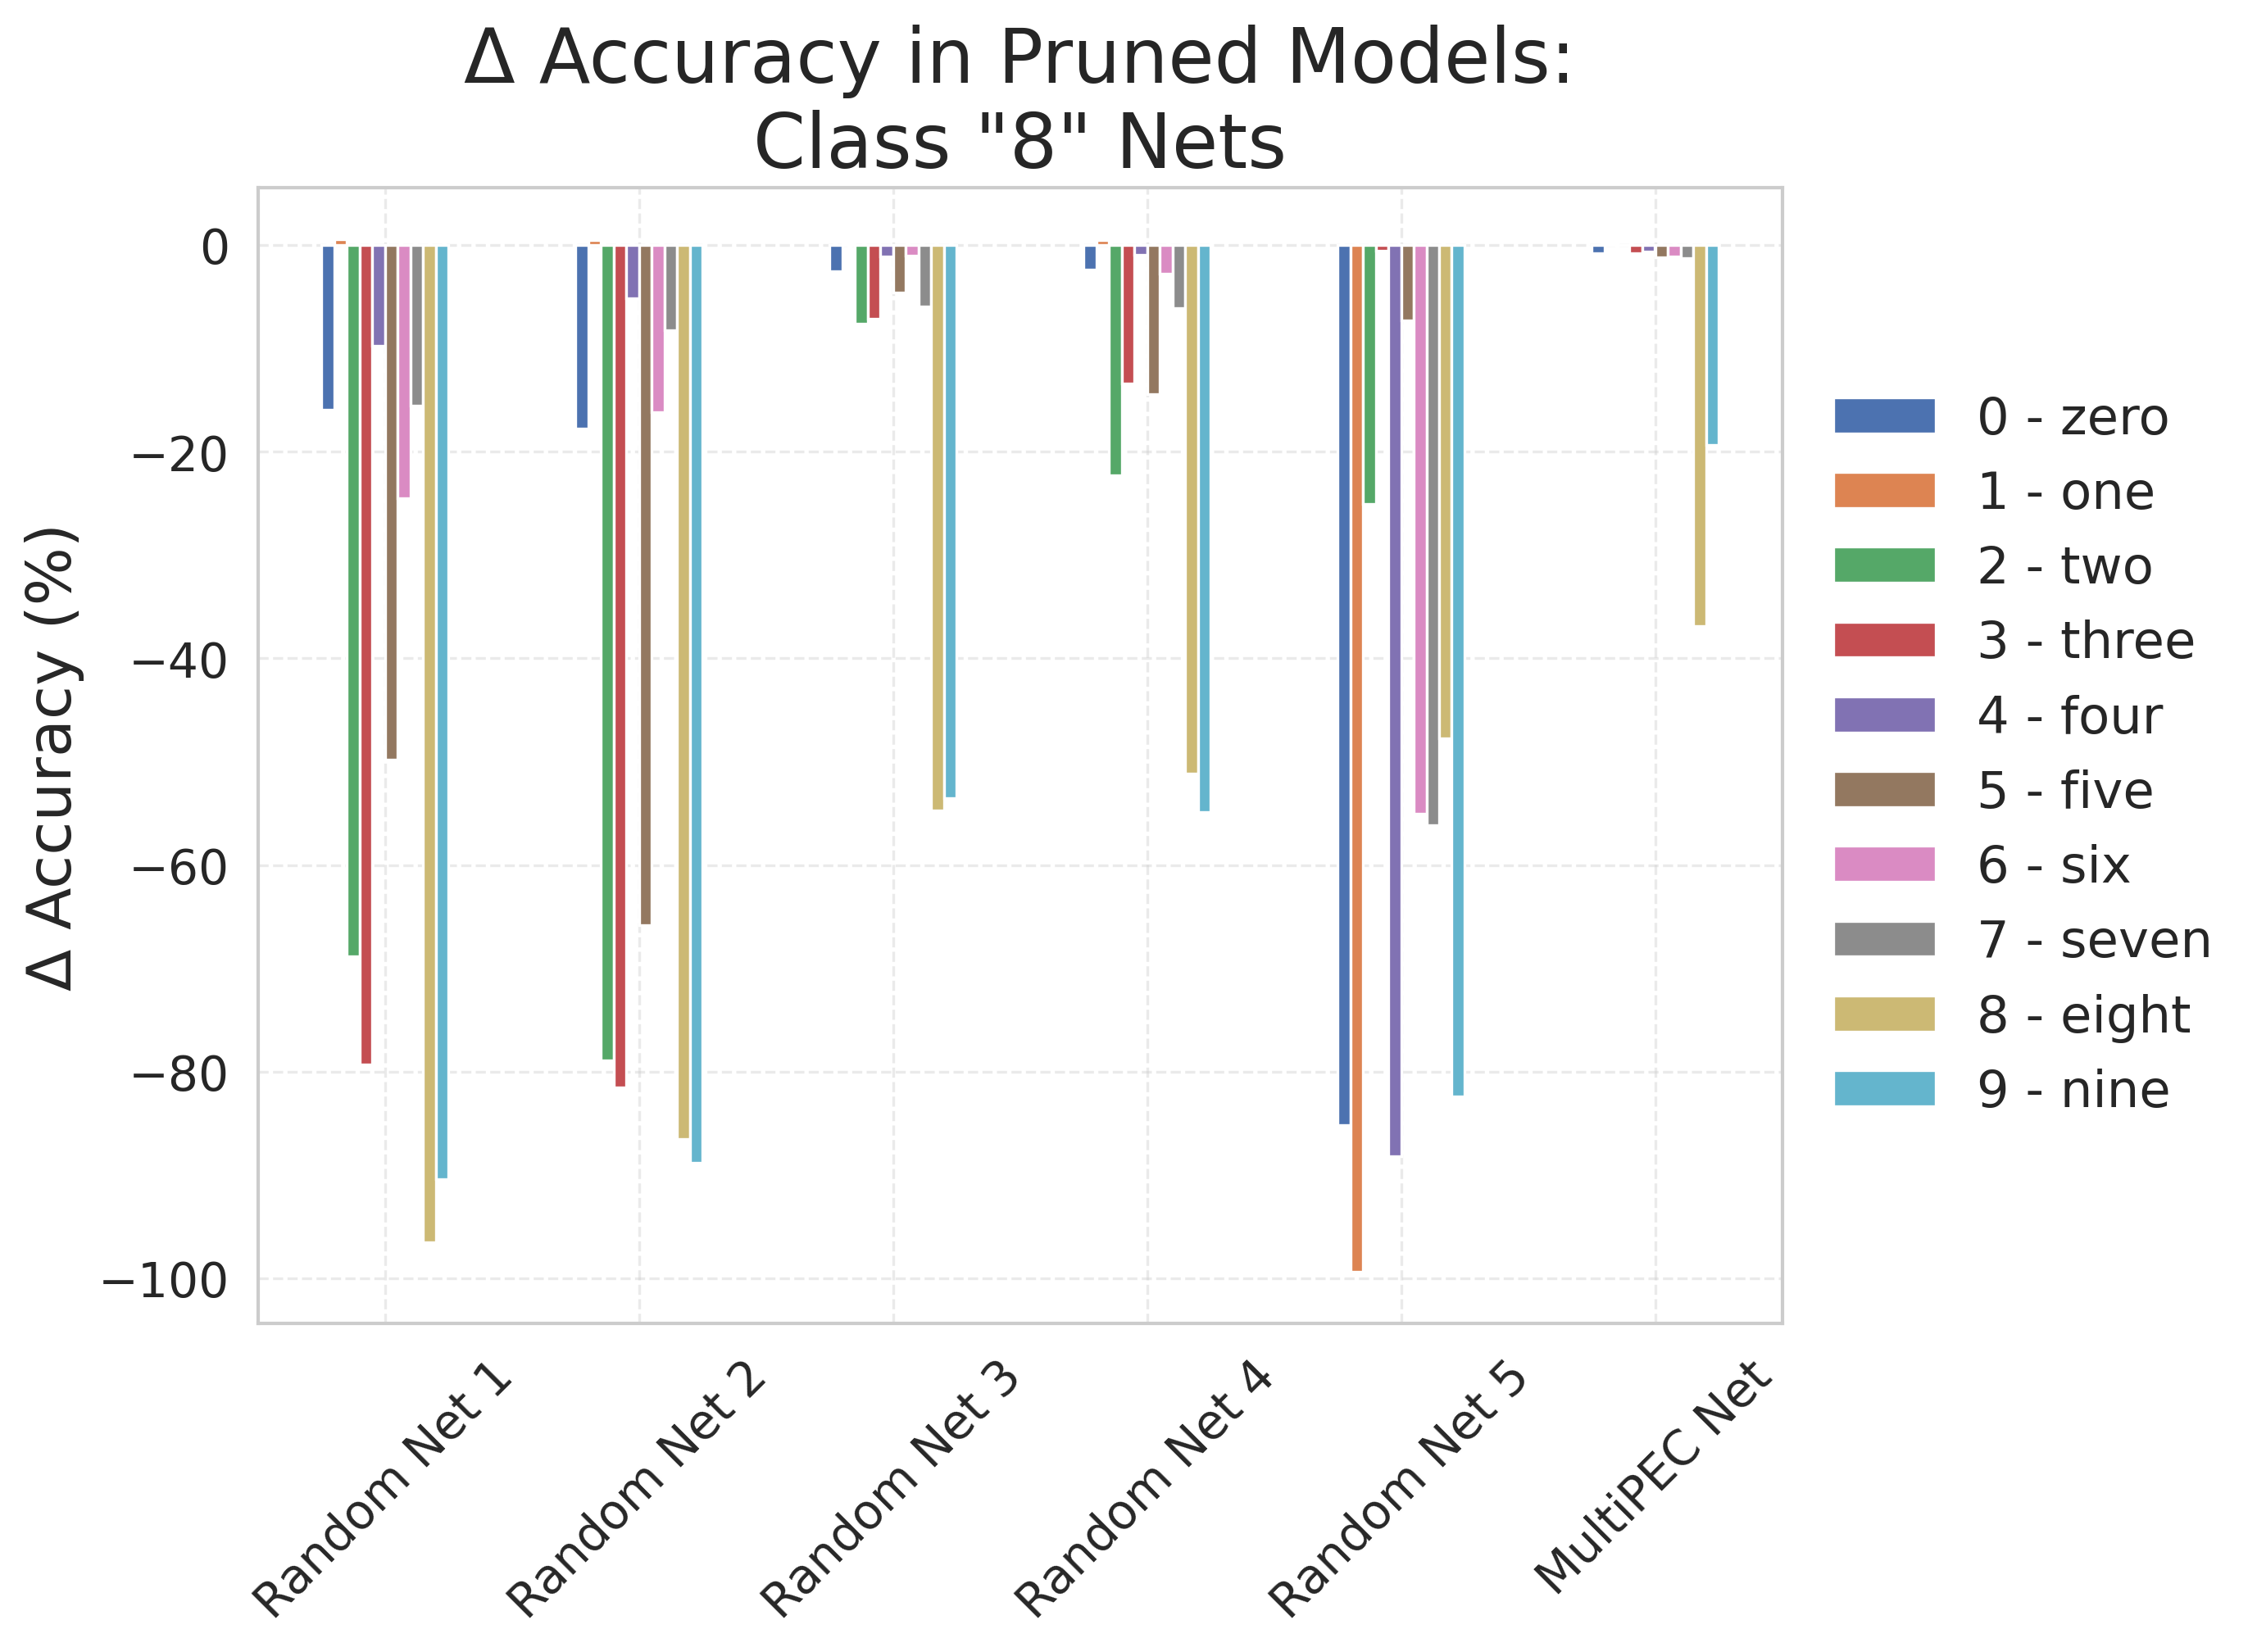 Δ Accuracy in Pruned Models:
Class "8" Nets
Δ Accuracy (%)
0
−20
−40
−60
−80
−100
Random Net 1
Random Net 2
Random Net 3
Random Net 4
Random Net 5
MultiPEC Net
0 - zero
1 - one
2 - two
3 - three
4 - four
5 - five
6 - six
7 - seven
8 - eight
9 - nine